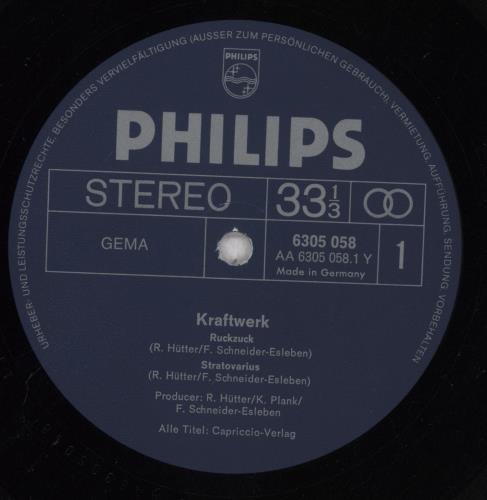 URHEBER- UND LEISTUNGSSCHUTZRECHTE, BESONDERS VERVIELFÄLTIGUNG (AUSSER ZUM PERSÖNLICHEN GEBRAUCH), VERMIETUNG, AUFFÜHRUNG, SENDUNG, VORBEHALTEN
PHILIPS
PHILIPS
STEREO 33 1/3
GEMA
6305 058
AA 6305 058.1 Y
Made in Germany
1
Kraftwerk
Ruckzuck
(R. Hütter/F. Schneider-Esleben)
Stratovarius
(R. Hütter/F. Schneider-Esleben)
Producer: R. Hütter/K. Plank/
F. Schneider-Esleben
Alle Titel: Capriccio-Verlag